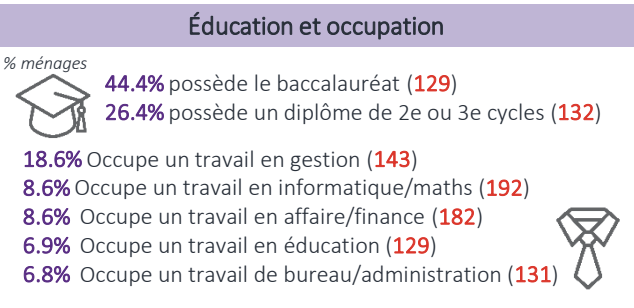 Éducation et occupation
% ménages
44.4% possède le baccalauréat (129)
26.4% possède un diplôme de 2e ou 3e cycles (132)
18.6% Occupe un travail en gestion (143)
8.6% Occupe un travail en informatique/maths (192)
8.6% Occupe un travail en affaire/finance (182)
6.9% Occupe un travail en éducation (129)
6.8% Occupe un travail de bureau/administration (131)